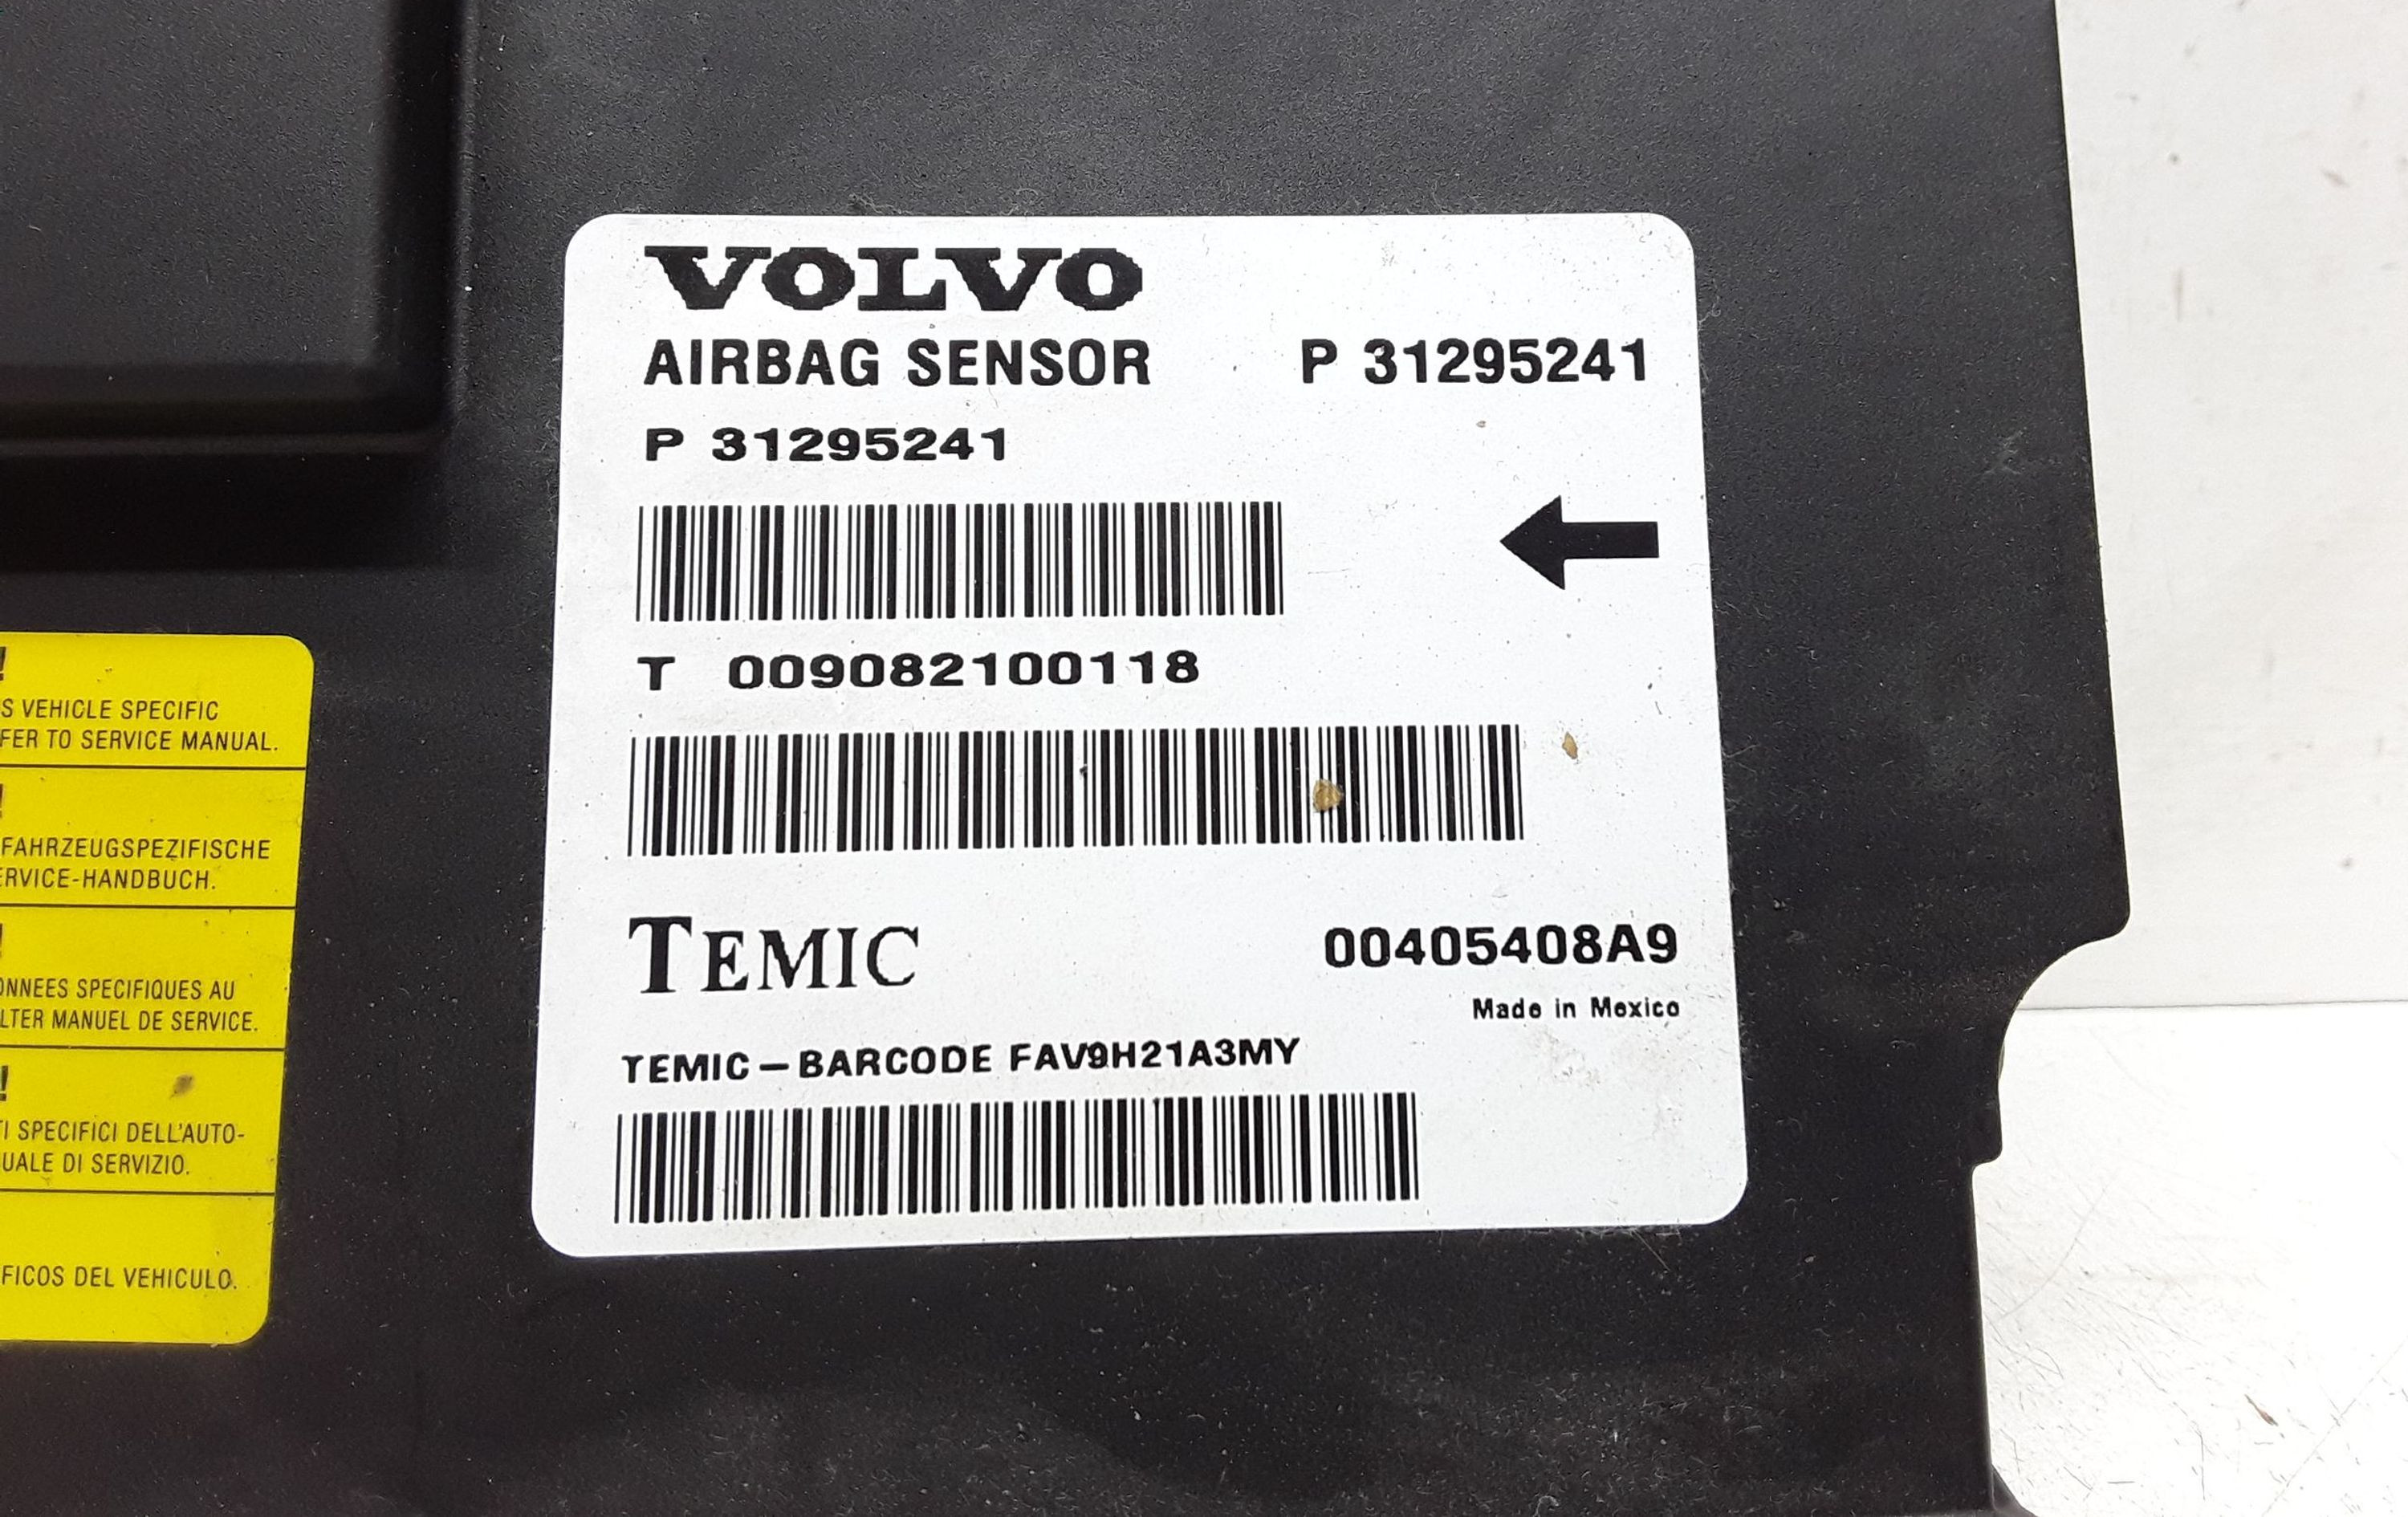 VOLVO
AIRBAG SENSOR P 31295241
P 31295241
T 009082100118
TEMIC 00405408A9
Made in Mexico
TEMIC – BARCODE FAV9H21A3MY
!
S VEHICLE SPECIFIC
FER TO SERVICE MANUAL.
!
FAHRZEUGSPEZIFISCHE
ERVICE-HANDBUCH.
!
ONNEES SPECIFIQUES AU
LTER MANUEL DE SERVICE.
!
TI SPECIFICI DELL'AUTO-
UALE DI SERVIZIO.
FICOS DEL VEHICULO.